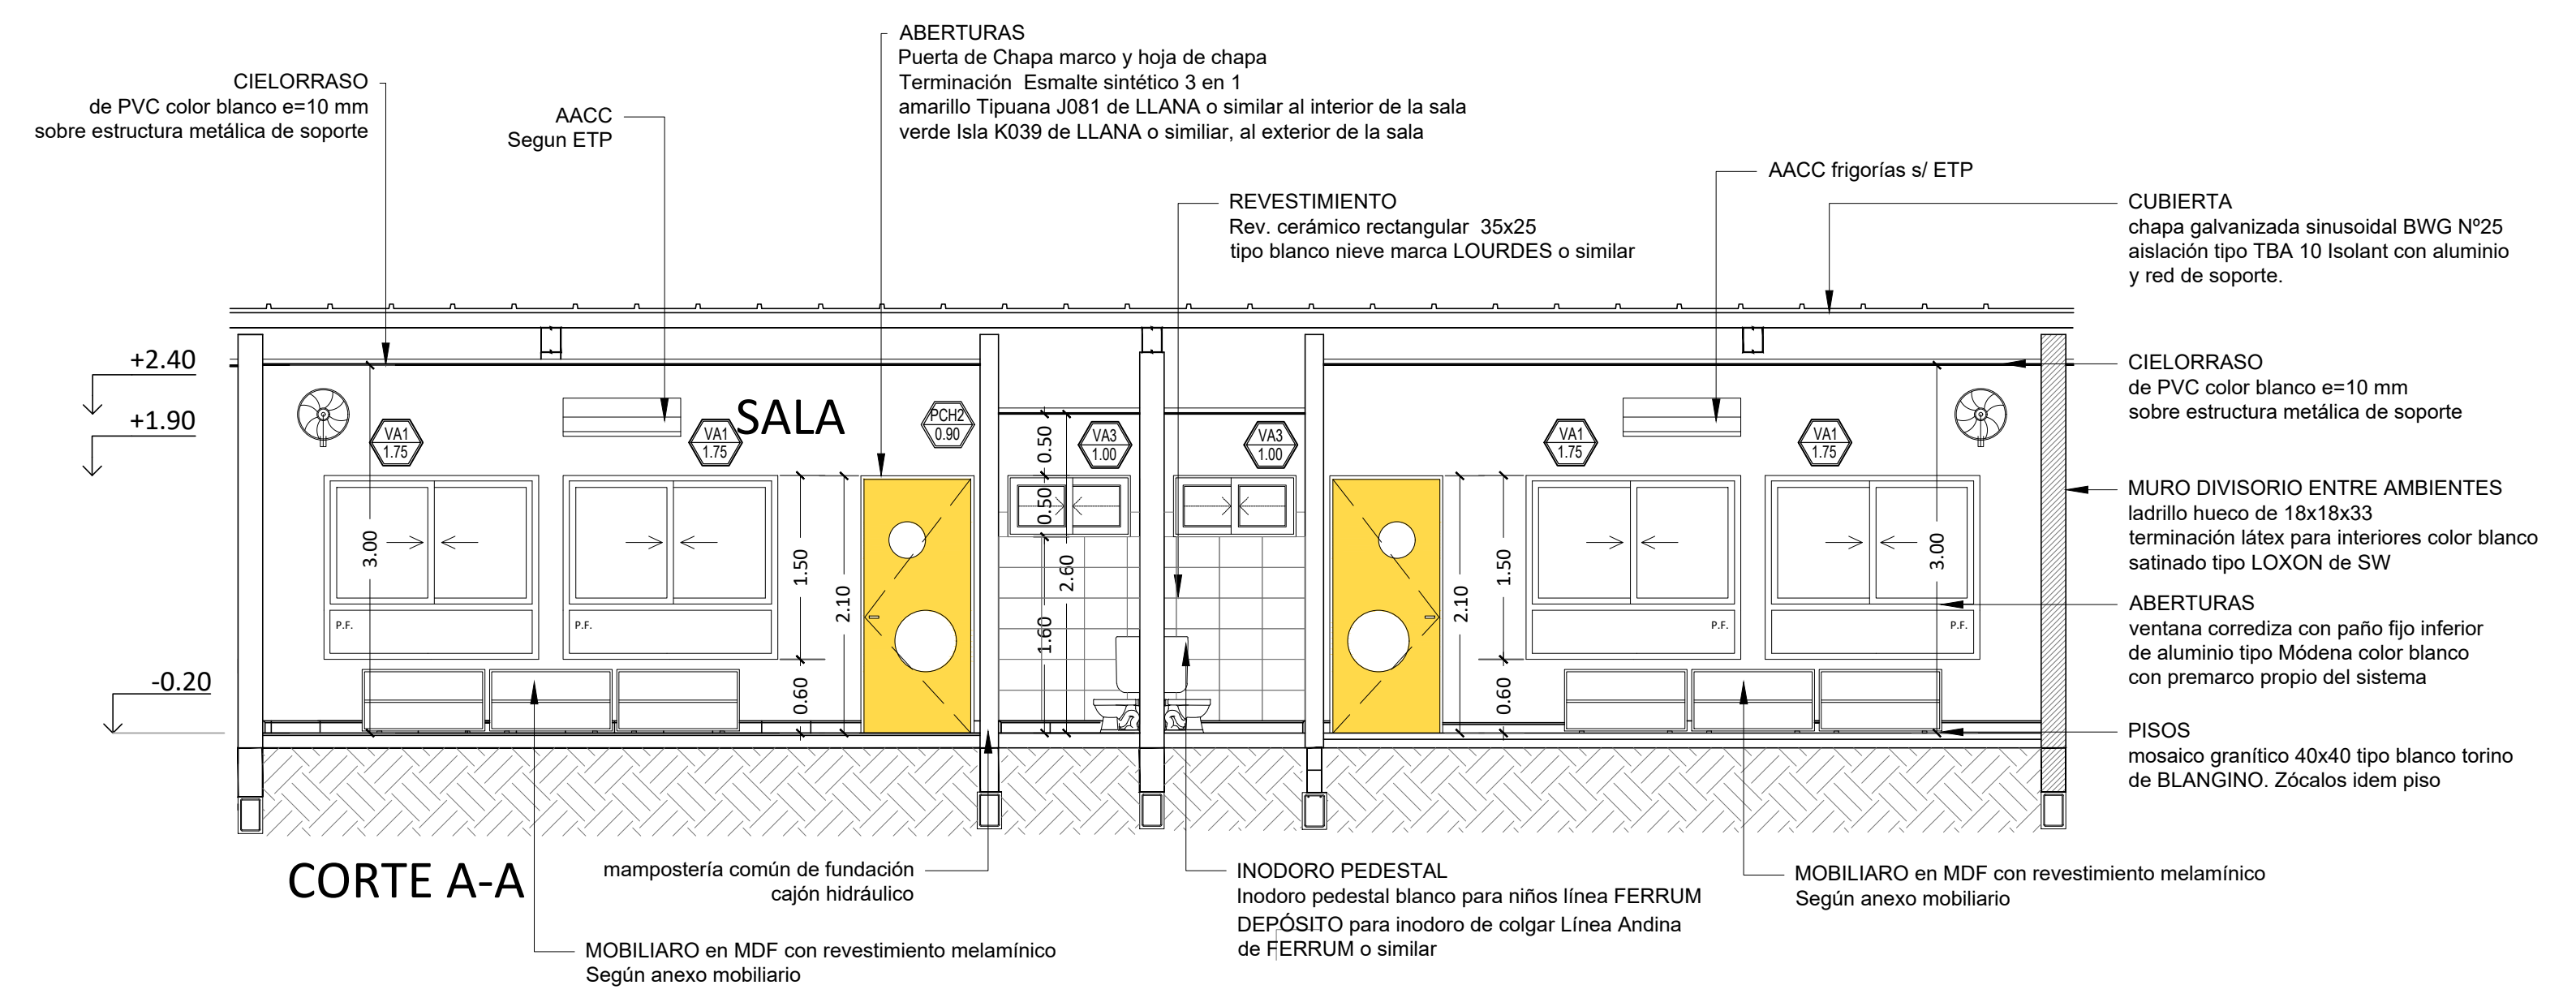 ABERTURAS
Puerta de Chapa marco y hoja de chapa
Terminación Esmalte sintético 3 en 1
amarillo Tipuana J081 de LLANA o similar al interior de la sala
verde Isla K039 de LLANA o similiar, al exterior de la sala
CIELORRASO
de PVC color blanco e=10 mm
sobre estructura metálica de soporte
AACC
Segun ETP
AACC frigorías s/ ETP
REVESTIMIENTO
Rev. cerámico rectangular 35x25
tipo blanco nieve marca LOURDES o similar
CUBIERTA
chapa galvanizada sinusoidal BWG Nº25
aislación tipo TBA 10 Isolant con aluminio
y red de soporte.
+2.40
+1.90
-0.20
CIELORRASO
de PVC color blanco e=10 mm
sobre estructura metálica de soporte
SALA
VA1
1.75
VA1
1.75
PCH2
0.90
VA3
1.00
VA3
1.00
VA1
1.75
VA1
1.75
3.00
1.50
0.60
2.10
0.50
0.50
1.60
2.60
2.10
1.50
0.60
3.00
P.F.
P.F.
P.F.
P.F.
MURO DIVISORIO ENTRE AMBIENTES
ladrillo hueco de 18x18x33
terminación látex para interiores color blanco
satinado tipo LOXON de SW
ABERTURAS
ventana corrediza con paño fijo inferior
de aluminio tipo Módena color blanco
con premarco propio del sistema
PISOS
mosaico granítico 40x40 tipo blanco torino
de BLANGINO. Zócalos idem piso
CORTE A-A
mampostería común de fundación
cajón hidráulico
INODORO PEDESTAL
Inodoro pedestal blanco para niños línea FERRUM
DEPÓSITO para inodoro de colgar Línea Andina
de FERRUM o similar
MOBILIARO en MDF con revestimiento melamínico
Según anexo mobiliario
MOBILIARO en MDF con revestimiento melamínico
Según anexo mobiliario